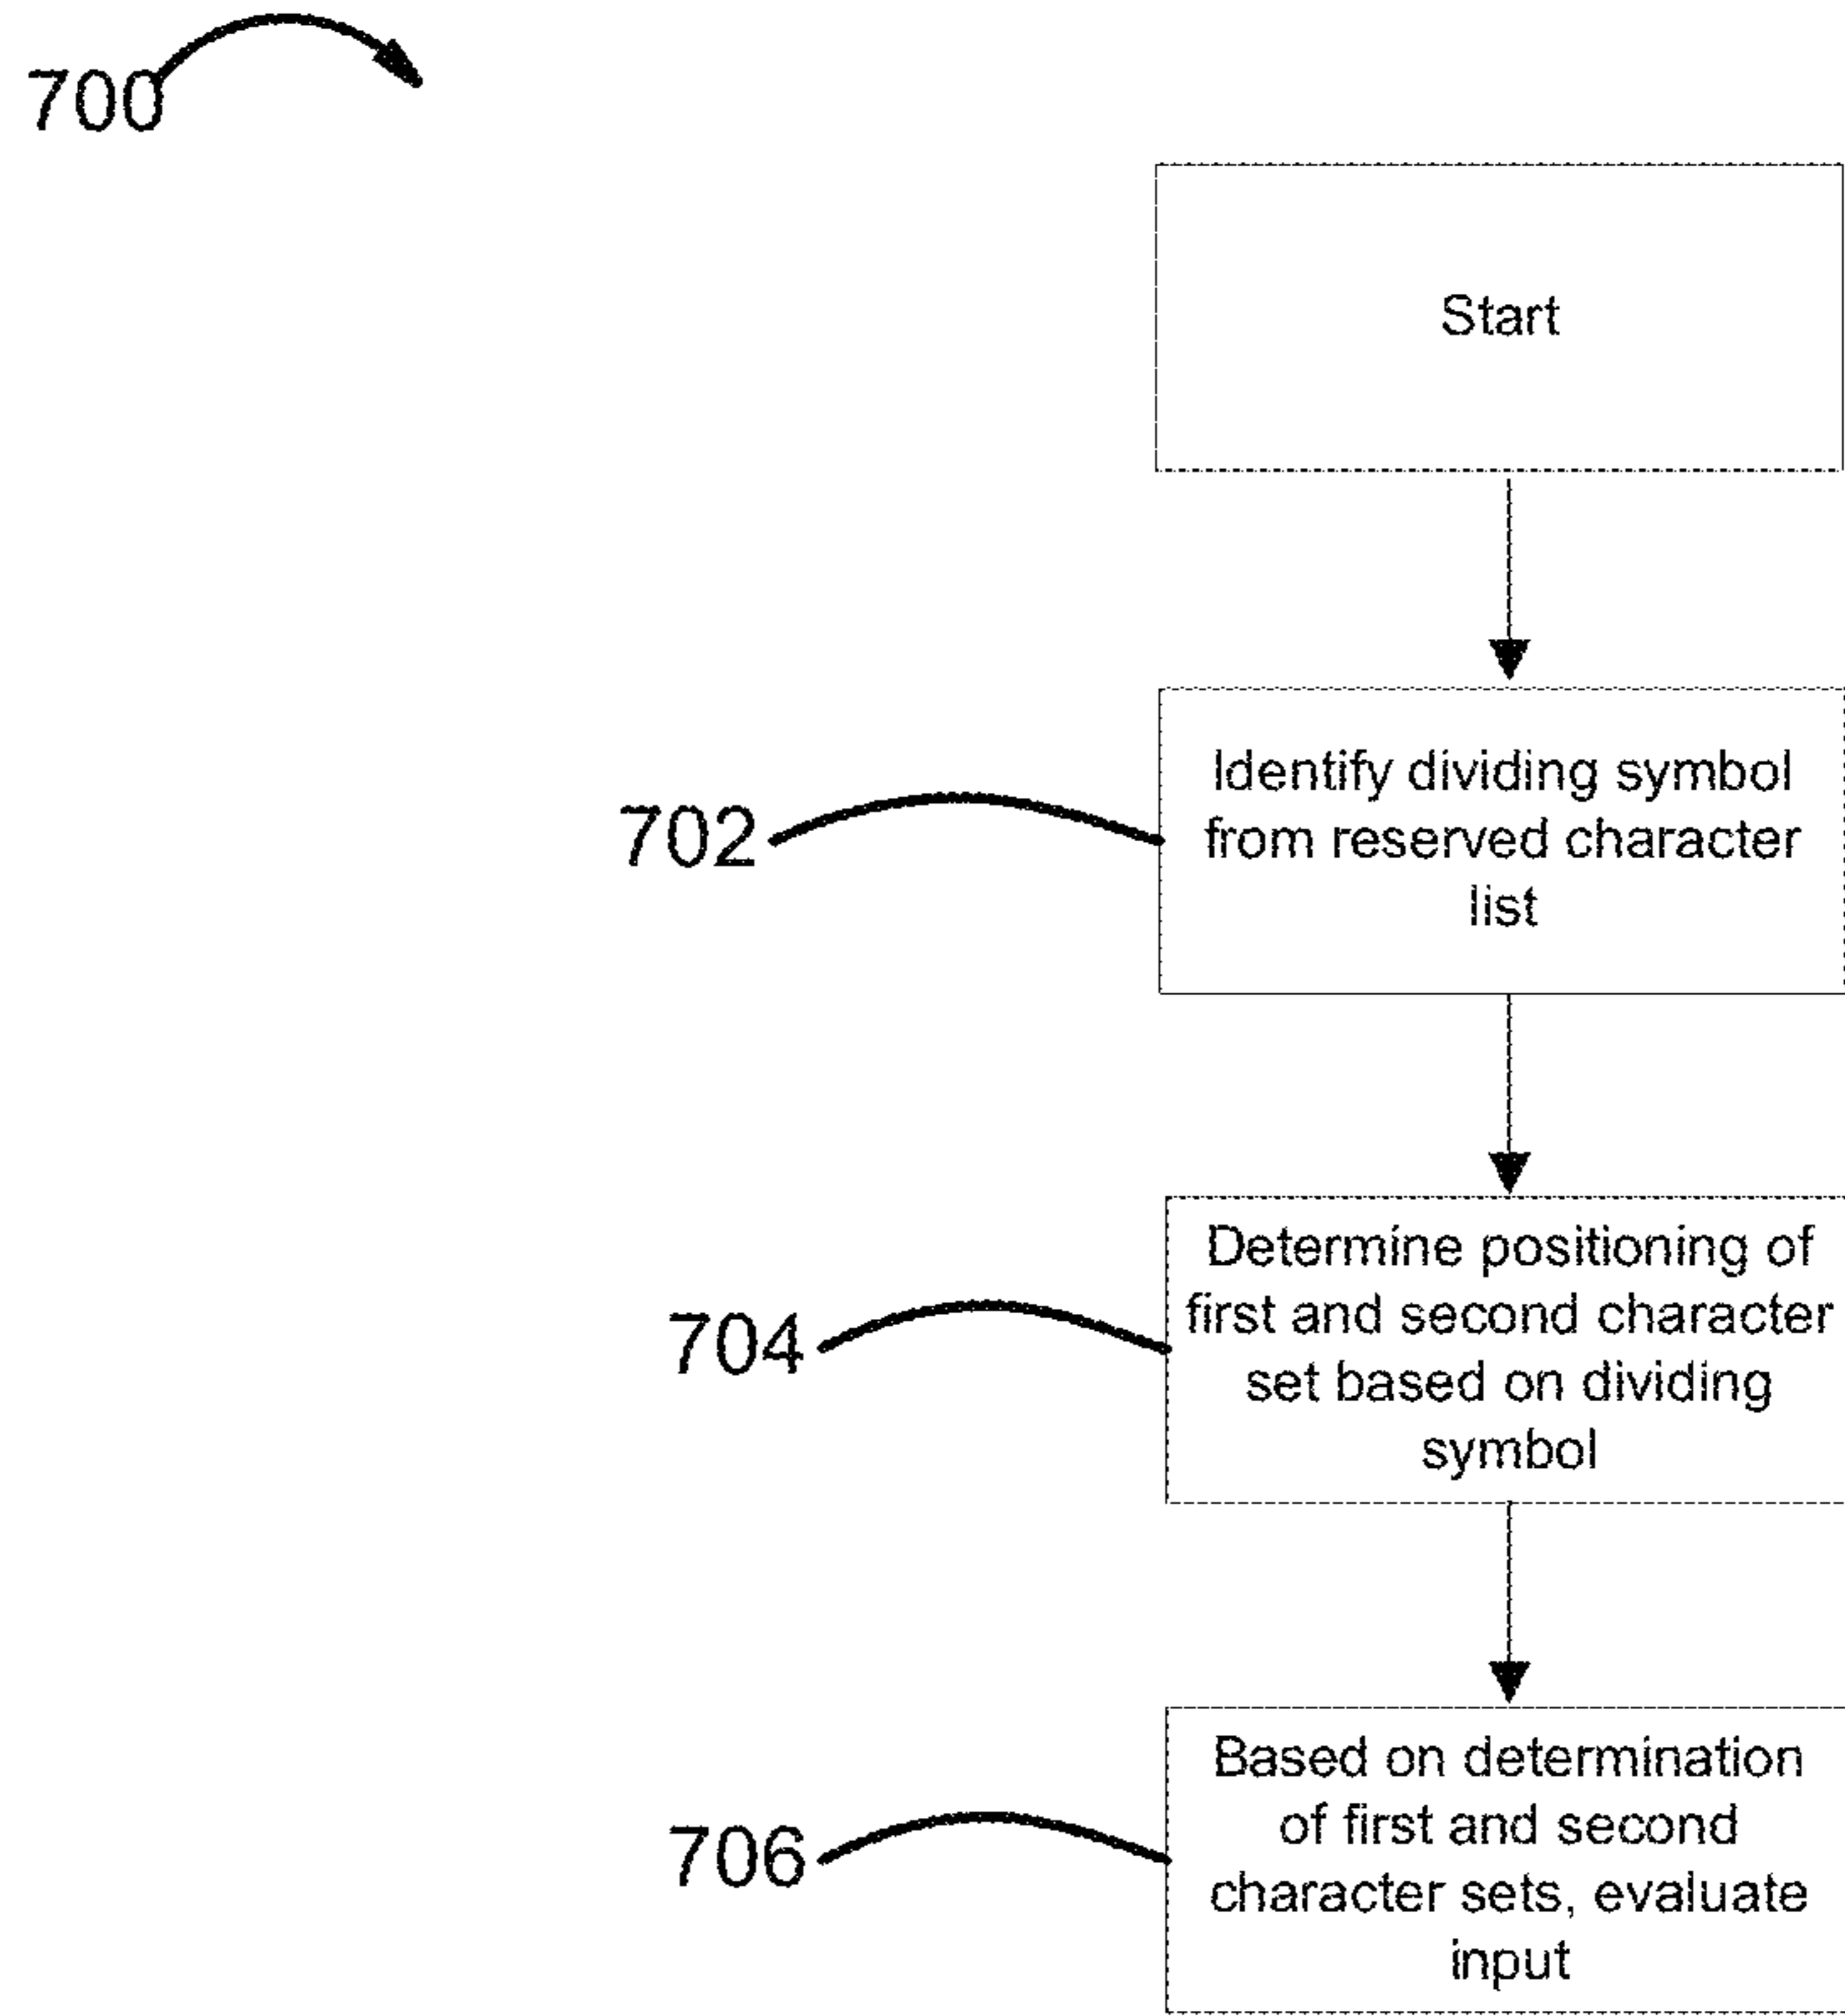 700
Start
702
Identify dividing symbol
from reserved character
list
704
Determine positioning of
first and second character
set based on dividing
symbol
706
Based on determination
of first and second
character sets, evaluate
input